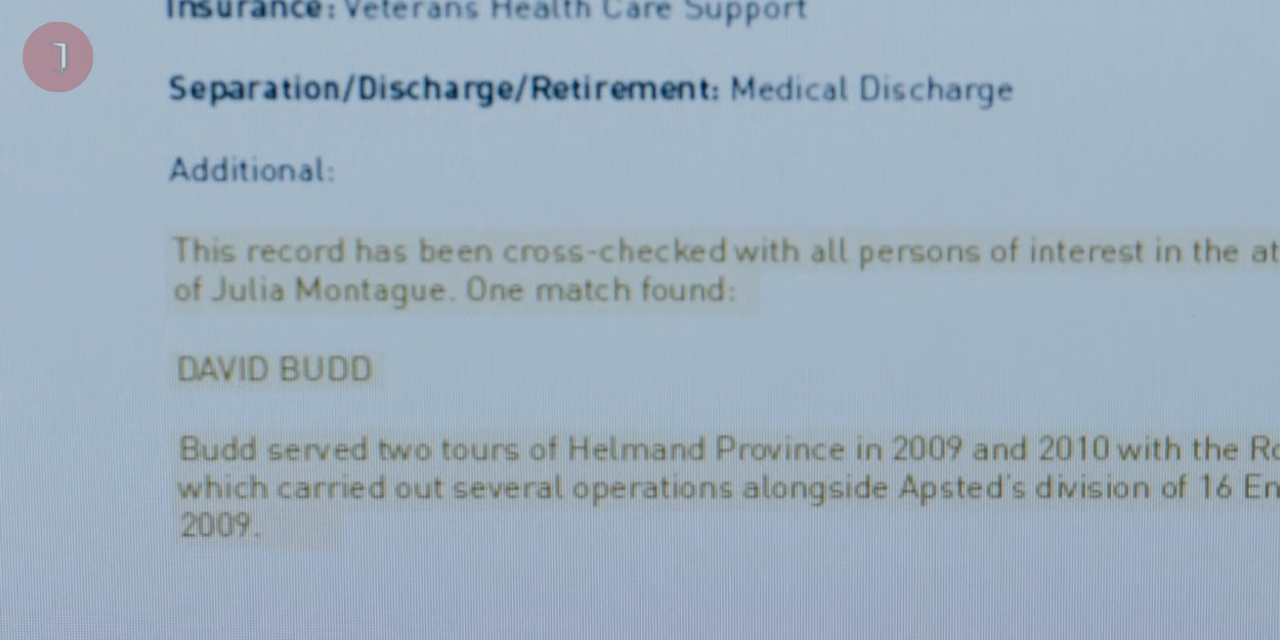 Insurance: Veterans Health Care Support
Separation/Discharge/Retirement: Medical Discharge
Additional:
This record has been cross-checked with all persons of interest in the at
of Julia Montague. One match found:
DAVID BUDD
Budd served two tours of Helmand Province in 2009 and 2010 with the Ro
which carried out several operations alongside Apsted's division of 16 En
2009.